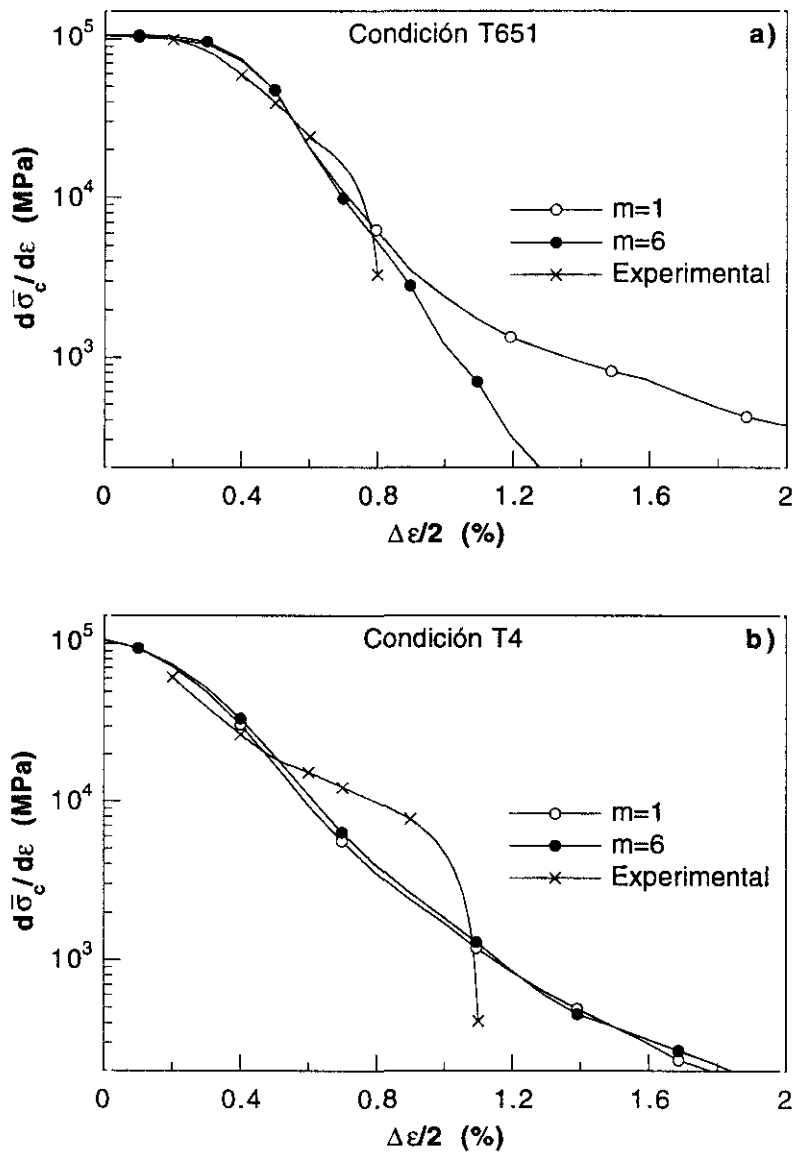 Condición T651
a)
10^5
10^4
10^3
dσ̄_c/dε (MPa)
m=1
m=6
Experimental
0 0.4 0.8 1.2 1.6 2
Δε/2 (%)
Condición T4
b)
10^5
10^4
10^3
dσ̄_c/dε (MPa)
m=1
m=6
Experimental
0 0.4 0.8 1.2 1.6 2
Δε/2 (%)